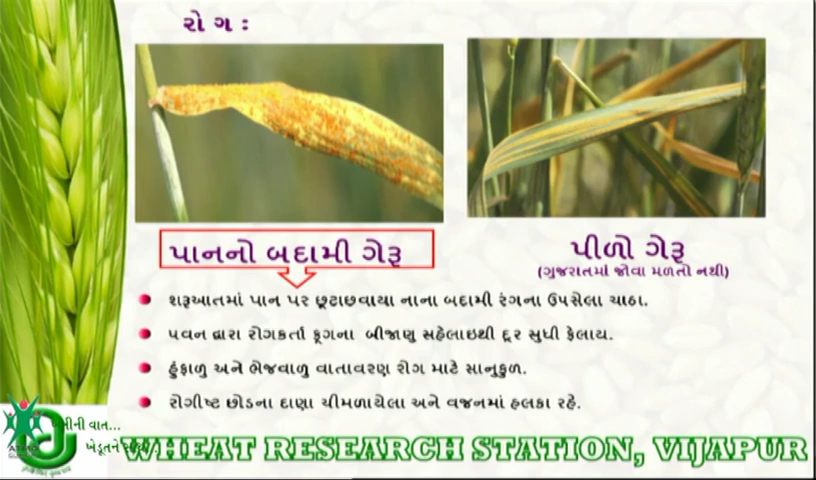 રોગ :
પાનનો બદામી ગેરૂ
પીળો ગેરૂ
(ગુજરાતમાં જોવા મળતો નથી)
શરૂઆતમાં પાન પર છૂટાછવાયા નાના બદામી રંગના ઉપસેલા ચાઠા.
પવન દ્વારા રોગકર્તા ફૂગના બીજાણુ સહેલાઇથી દૂર સુધી ફેલાય.
હુંફાળુ અને ભેજવાળુ વાતાવરણ રોગ માટે સાનુકુળ.
રોગીષ્ટ છોડના દાણા ચીમળાયેલા અને વજનમાં હલકા રહે.
વાત...
ખેડૂતને
WHEAT RESEARCH STATION, VIJAPUR